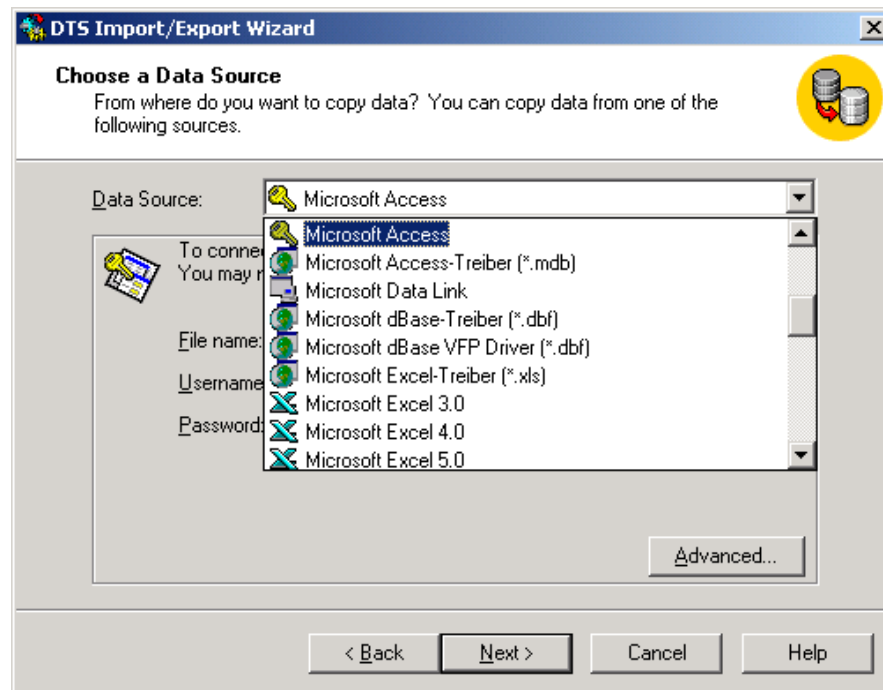 DTS Import/Export Wizard
Choose a Data Source
From where do you want to copy data? You can copy data from one of the
following sources.
Data Source:
Microsoft Access
Microsoft Access
To conne
Microsoft Access-Treiber (*.mdb)
You may r
Microsoft Data Link
Microsoft dBase-Treiber (*.dbf)
File name:
Microsoft dBase VFP Driver (*.dbf)
Username
Microsoft Excel-Treiber (*.xls)
Microsoft Excel 3.0
Password:
Microsoft Excel 4.0
Microsoft Excel 5.0
Advanced...
< Back
Next >
Cancel
Help